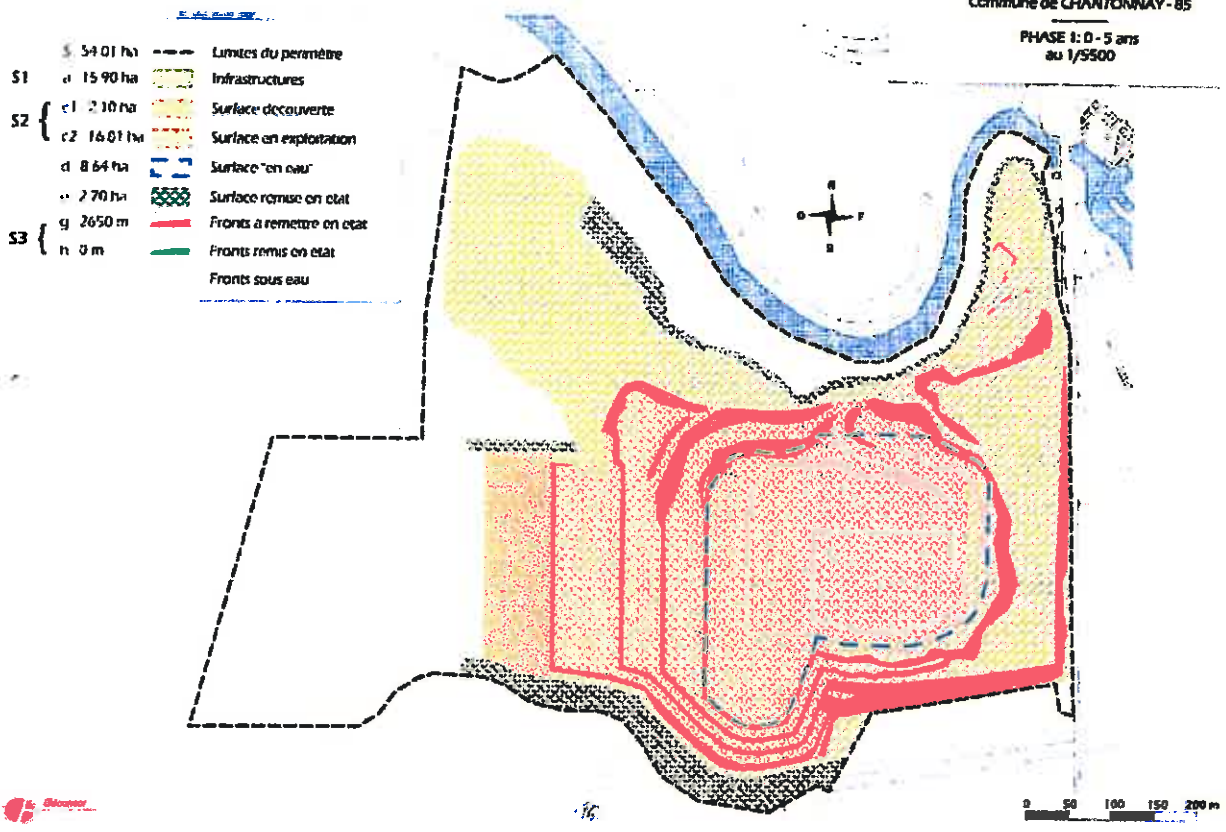 Commune de CHANTONNAY - 85
PHASE 1: 0 - 5 ans
au 1/5500
S 54.01 ha Limites du perimètre
S1 a 15.90 ha Infrastructures
S2 { c1 2.10 ha Surface decouverte
c2 16.01 ha Surface en exploitation
d 8.64 ha Surface "en eau"
e 2.70 ha Surface remise en etat
S3 { g 2650 m Fronts a remettre en etat
h 0 m Fronts remis en etat
Fronts sous eau
N
O E
S
16
0 50 100 150 200 m